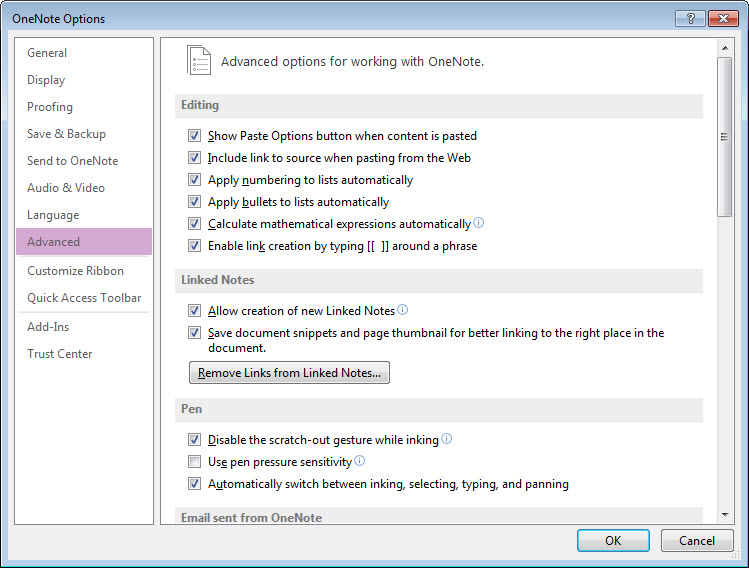 OneNote Options
General
Display
Proofing
Save & Backup
Send to OneNote
Audio & Video
Language
Advanced
Customize Ribbon
Quick Access Toolbar
Add-Ins
Trust Center
Advanced options for working with OneNote.
Editing
Show Paste Options button when content is pasted
Include link to source when pasting from the Web
Apply numbering to lists automatically
Apply bullets to lists automatically
Calculate mathematical expressions automatically
Enable link creation by typing [[  ]] around a phrase
Linked Notes
Allow creation of new Linked Notes
Save document snippets and page thumbnail for better linking to the right place in the
document.
Remove Links from Linked Notes...
Pen
Disable the scratch-out gesture while inking
Use pen pressure sensitivity
Automatically switch between inking, selecting, typing, and panning
Email sent from OneNote
OK
Cancel